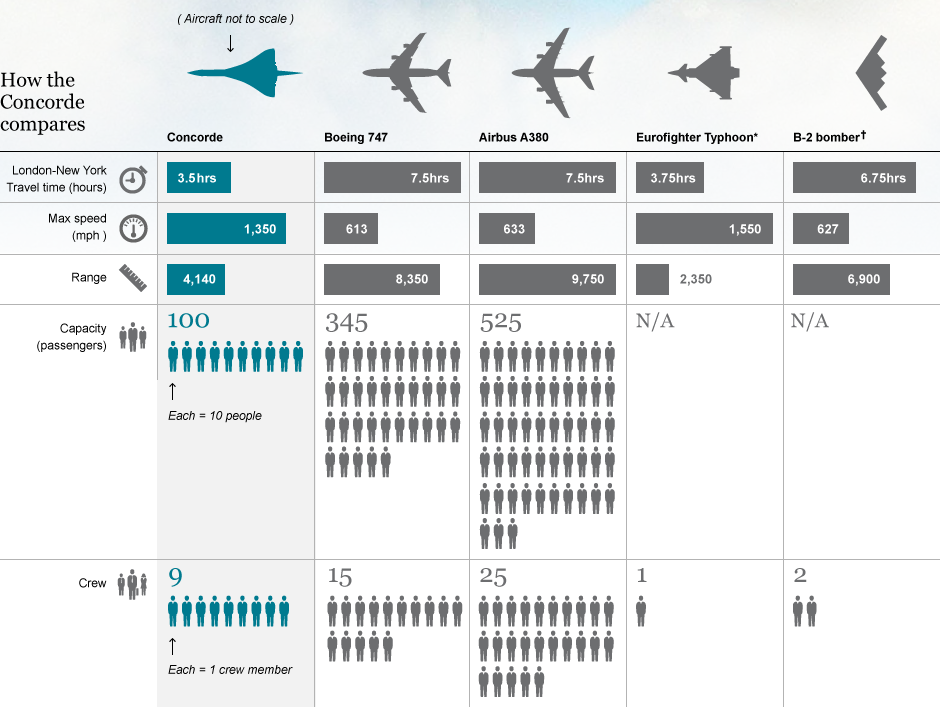 ( Aircraft not to scale )
How the
Concorde
compares
Concorde
Boeing 747
Airbus A380
Eurofighter Typhoon*
B-2 bomber†
London-New York
Travel time (hours)
3.5hrs
7.5hrs
7.5hrs
3.75hrs
6.75hrs
Max speed
(mph )
1,350
613
633
1,550
627
Range
4,140
8,350
9,750
2,350
6,900
Capacity
(passengers)
100
345
525
N/A
N/A
Each = 10 people
Crew
9
15
25
1
2
Each = 1 crew member